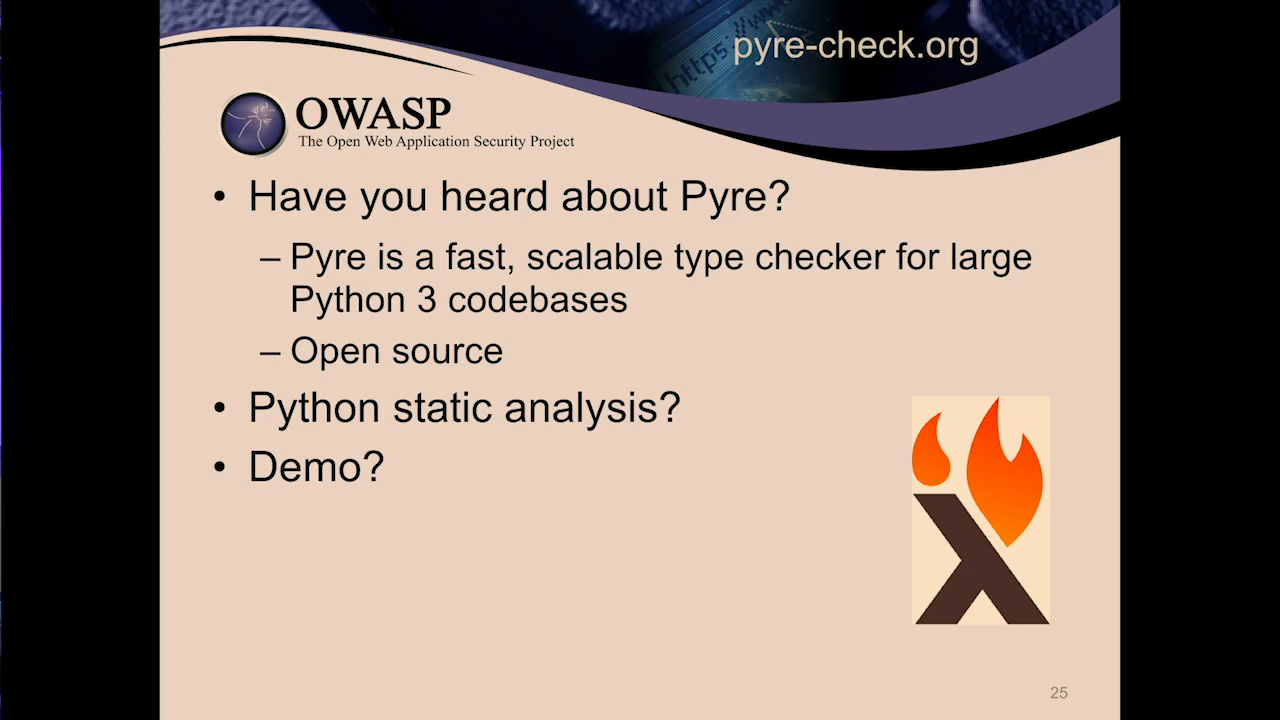 pyre-check.org
https:
OWASP
The Open Web Application Security Project
• Have you heard about Pyre?
– Pyre is a fast, scalable type checker for large
Python 3 codebases
– Open source
• Python static analysis?
• Demo?
25